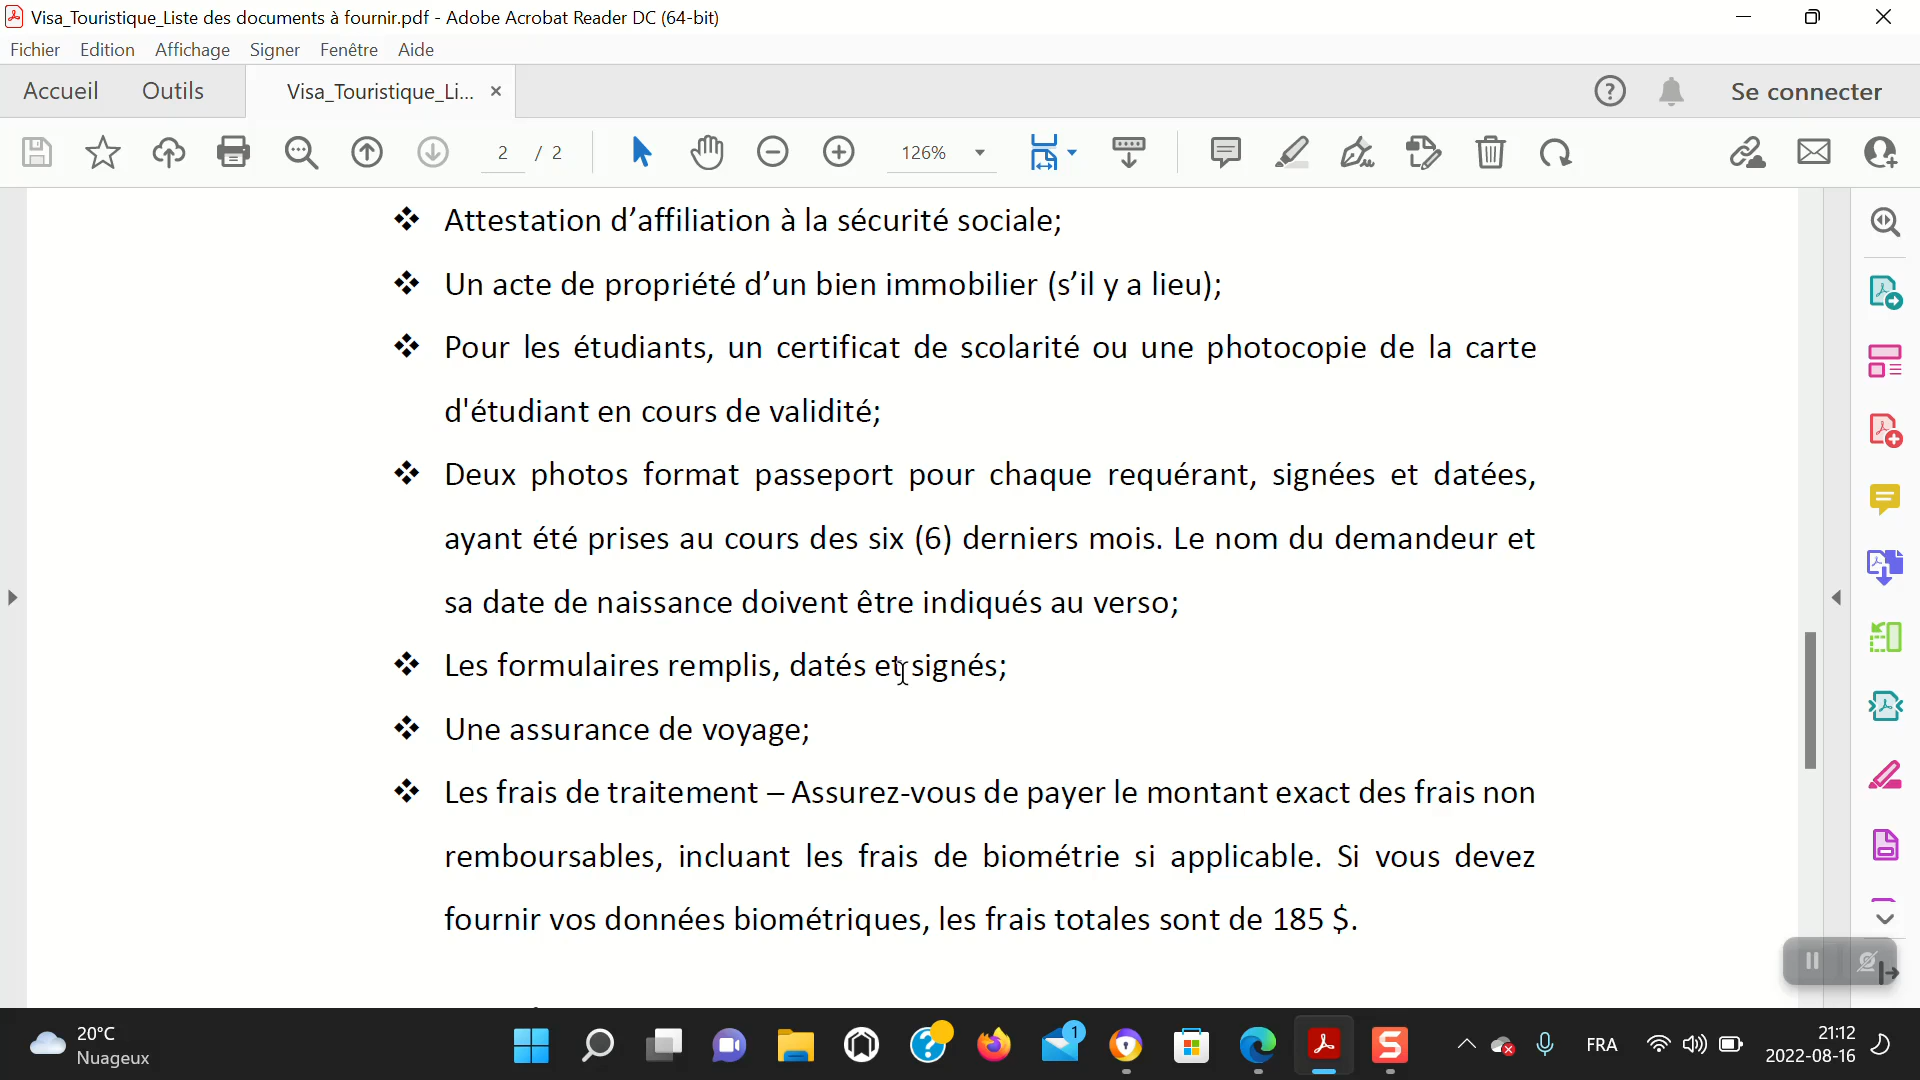 Visa_Touristique_Liste des documents à fournir.pdf - Adobe Acrobat Reader DC (64-bit)
Fichier Edition Affichage Signer Fenêtre Aide
Accueil Outils Visa_Touristique_Li... × Se connecter
2 / 2 126%
❖ Attestation d’affiliation à la sécurité sociale;
❖ Un acte de propriété d’un bien immobilier (s’il y a lieu);
❖ Pour les étudiants, un certificat de scolarité ou une photocopie de la carte
d'étudiant en cours de validité;
❖ Deux photos format passeport pour chaque requérant, signées et datées,
ayant été prises au cours des six (6) derniers mois. Le nom du demandeur et
sa date de naissance doivent être indiqués au verso;
❖ Les formulaires remplis, datés et signés;
❖ Une assurance de voyage;
❖ Les frais de traitement – Assurez-vous de payer le montant exact des frais non
remboursables, incluant les frais de biométrie si applicable. Si vous devez
fournir vos données biométriques, les frais totales sont de 185 $.
20°C
Nuageux
1
FRA
21:12
2022-08-16